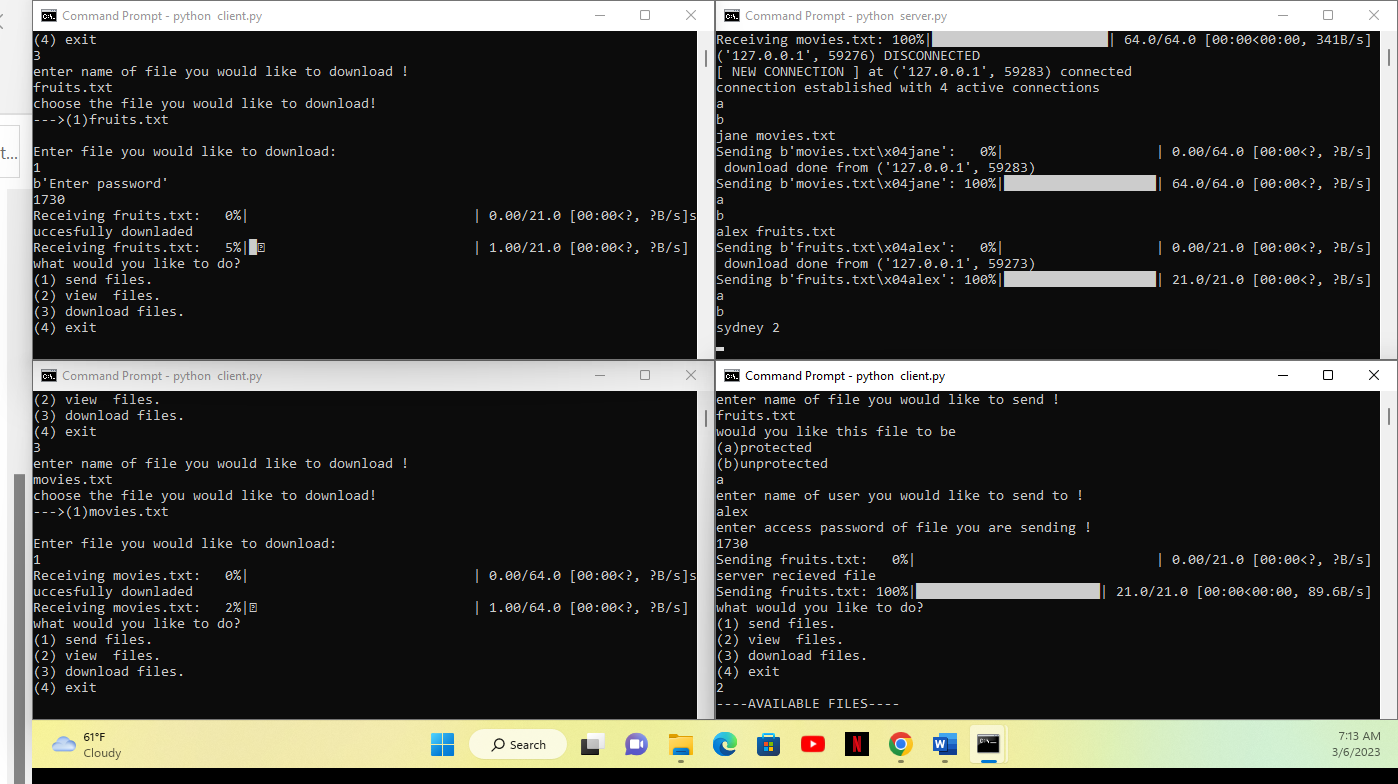 Command Prompt - python  client.py
(4) exit
3
enter name of file you would like to download !
fruits.txt
choose the file you would like to download!
--->(1)fruits.txt
Enter file you would like to download:
1
b'Enter password'
1730
Receiving fruits.txt:   0%|                            | 0.00/21.0 [00:00<?, ?B/s]s
uccesfully downladed
Receiving fruits.txt:   5%|                            | 1.00/21.0 [00:00<?, ?B/s]
what would you like to do?
(1) send files.
(2) view  files.
(3) download files.
(4) exit
Command Prompt - python  server.py
Receiving movies.txt: 100%|                      | 64.0/64.0 [00:00<00:00, 341B/s]
('127.0.0.1', 59276) DISCONNECTED
[ NEW CONNECTION ] at ('127.0.0.1', 59283) connected
connection established with 4 active connections
a
b
jane movies.txt
Sending b'movies.txt\x04jane':   0%|                   | 0.00/64.0 [00:00<?, ?B/s]
download done from ('127.0.0.1', 59283)
Sending b'movies.txt\x04jane': 100%|                   | 64.0/64.0 [00:00<?, ?B/s]
a
b
alex fruits.txt
Sending b'fruits.txt\x04alex':   0%|                   | 0.00/21.0 [00:00<?, ?B/s]
download done from ('127.0.0.1', 59273)
Sending b'fruits.txt\x04alex': 100%|                   | 21.0/21.0 [00:00<?, ?B/s]
a
b
sydney 2
t...
Command Prompt - python  client.py
(2) view  files.
(3) download files.
(4) exit
3
enter name of file you would like to download !
movies.txt
choose the file you would like to download!
--->(1)movies.txt
Enter file you would like to download:
1
Receiving movies.txt:   0%|                            | 0.00/64.0 [00:00<?, ?B/s]s
uccesfully downladed
Receiving movies.txt:   2%|                            | 1.00/64.0 [00:00<?, ?B/s]
what would you like to do?
(1) send files.
(2) view  files.
(3) download files.
(4) exit
Command Prompt - python  client.py
enter name of file you would like to send !
fruits.txt
would you like this file to be
(a)protected
(b)unprotected
a
enter name of user you would like to send to !
alex
enter access password of file you are sending !
1730
Sending fruits.txt:   0%|                              | 0.00/21.0 [00:00<?, ?B/s]
server recieved file
Sending fruits.txt: 100%|                       | 21.0/21.0 [00:00<00:00, 89.6B/s]
what would you like to do?
(1) send files.
(2) view  files.
(3) download files.
(4) exit
2
----AVAILABLE FILES----
61°F
Cloudy
Search
7:13 AM
3/6/2023